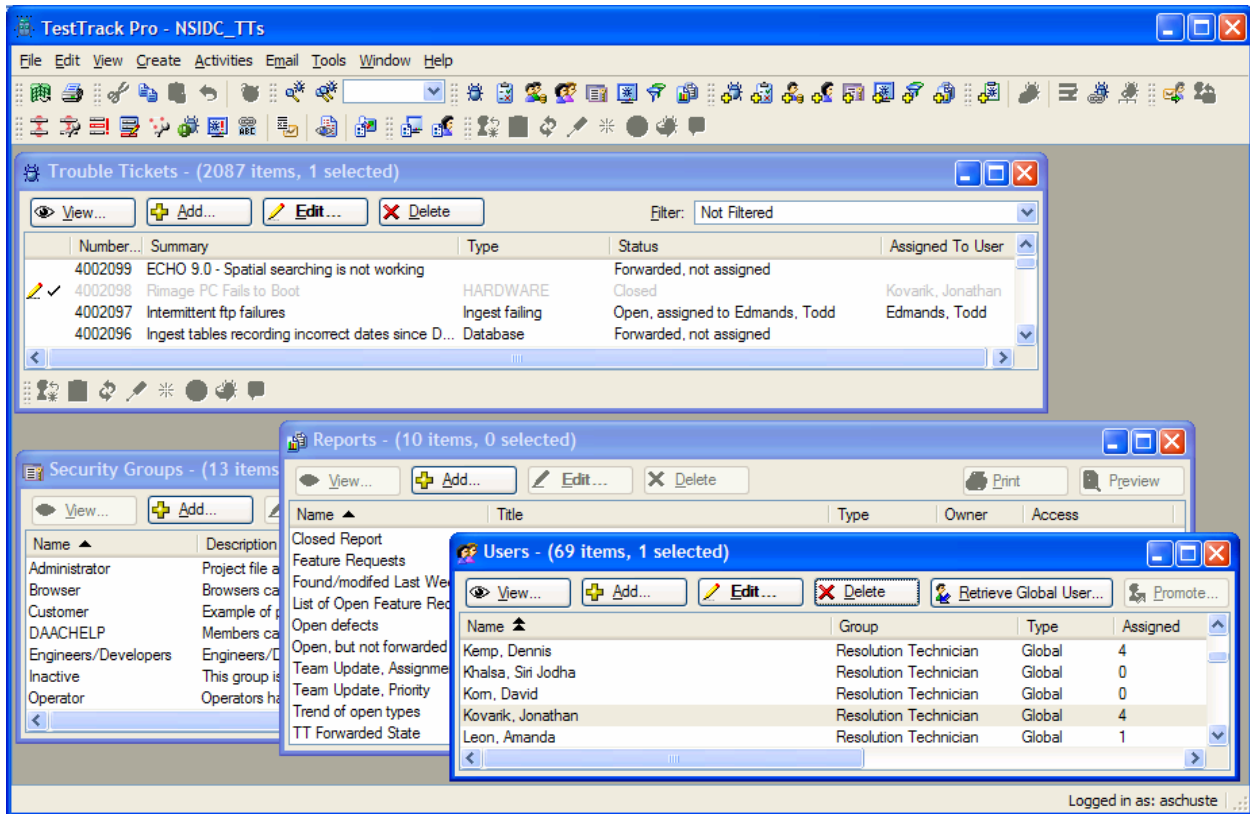 TestTrack Pro - NSIDC_TTs
File Edit View Create Activities Email Tools Window Help
Trouble Tickets - (2087 items, 1 selected)
View... Add... Edit... Delete Filter: Not Filtered
Number... Summary Type Status Assigned To User
4002099 ECHO 9.0 - Spatial searching is not working Forwarded, not assigned
4002098 Rimage PC Fails to Boot HARDWARE Closed Kovarik, Jonathan
4002097 Intermittent ftp failures Ingest failing Open, assigned to Edmands, Todd Edmands, Todd
4002096 Ingest tables recording incorrect dates since D... Database Forwarded, not assigned
Security Groups - (13 items
View... Add...
Name Description
Administrator Project file a
Browser Browsers ca
Customer Example of p
DAACHELP Members ca
Engineers/Developers Engineers/D
Inactive This group is
Operator Operators ha
Reports - (10 items, 0 selected)
View... Add... Edit... Delete Print Preview
Name Title Type Owner Access
Closed Report
Feature Requests
Found/modifed Last Wee
List of Open Feature Req
Open defects
Open, but not forwarded
Team Update, Assignme
Team Update, Priority
Trend of open types
TT Forwarded State
Users - (69 items, 1 selected)
View... Add... Edit... Delete Retrieve Global User... Promote...
Name Group Type Assigned
Kemp, Dennis Resolution Technician Global 4
Khalsa, Siri Jodha Resolution Technician Global 0
Korn, David Resolution Technician Global 0
Kovarik, Jonathan Resolution Technician Global 4
Leon, Amanda Resolution Technician Global 1
Logged in as: aschuste